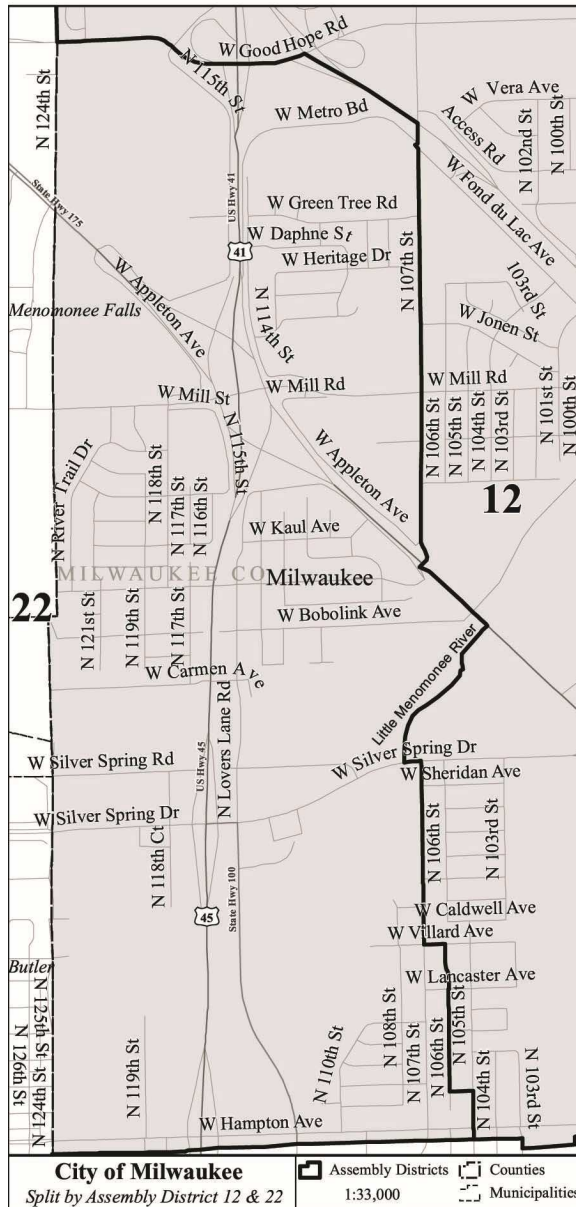 W Good Hope Rd
N 124th St
N 115th St
W Vera Ave
W Metro Bd
Access Rd
N 102nd St
N 100th St
State Hwy 175
US Hwy 41
W Fond du Lac Ave
W Green Tree Rd
W Daphne St
41
W Heritage Dr
N 107th St
W Appleton Ave
103rd St
Menomonee Falls
N 114th St
W Jonen St
W Mill Rd
W Mill Rd
W Mill St
N 115th St
N River Trail Dr
N 118th St
N 117th St
N 116th St
W Appleton Ave
N 106th St
N 105th St
N 104th St
N 103rd St
N 101st St
N 100th St
12
W Kaul Ave
MILWAUKEE CO
Milwaukee
22
N 121st St
N 119th St
N 117th St
W Bobolink Ave
W Carmen Ave
Little Menomonee River
N Lovers Lane Rd
W Silver Spring Rd
US Hwy 45
W Silver Spring Dr
W Sheridan Ave
W Silver Spring Dr
N 106th St
N 103rd St
N 118th Ct
State Hwy 100
45
W Caldwell Ave
W Villard Ave
Butler
W Lancaster Ave
N 126th St
N 125th St
N 124th St
N 119th St
N 110th St
N 108th St
N 107th St
N 106th St
N 105th St
N 104th St
N 103rd St
W Hampton Ave
City of Milwaukee
Split by Assembly District 12 & 22
Assembly Districts
Counties
1:33,000
Municipalities